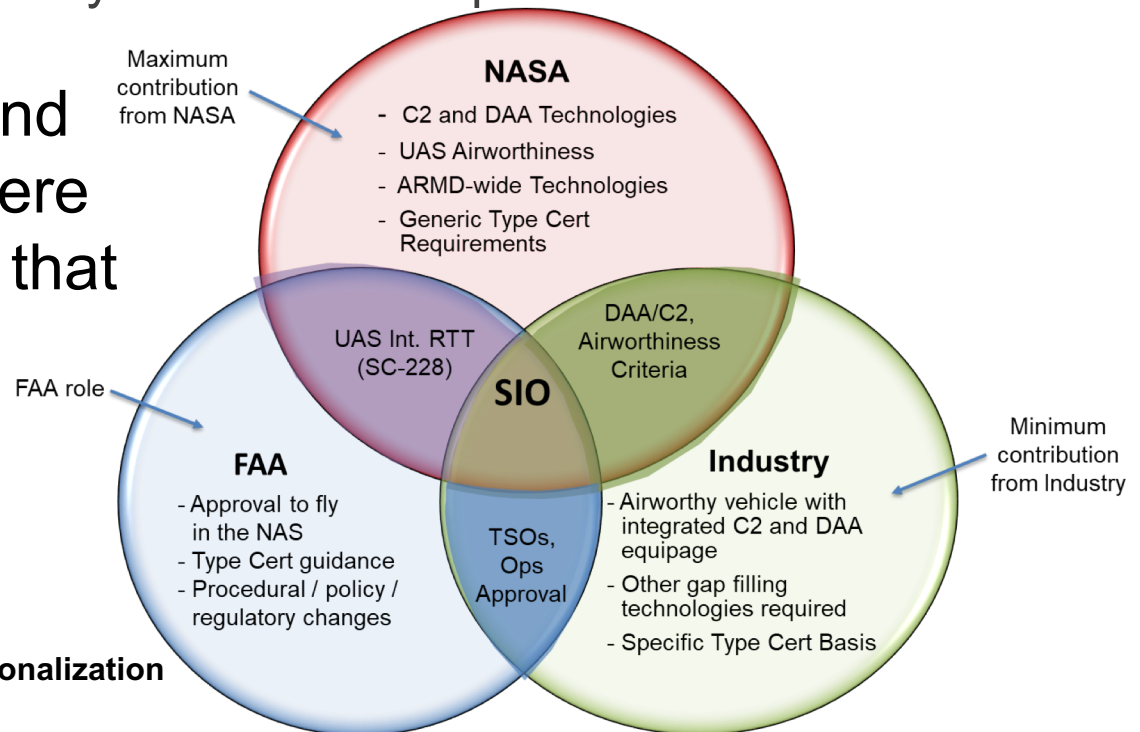 Maximum
contribution
from NASA
NASA
- C2 and DAA Technologies
- UAS Airworthiness
- ARMD-wide Technologies
- Generic Type Cert
Requirements
that
UAS Int. RTT
(SC-228)
DAA/C2,
Airworthiness
Criteria
SIO
FAA role
FAA
- Approval to fly
in the NAS
- Type Cert guidance
- Procedural / policy /
regulatory changes
TSOs,
Ops
Approval
Industry
- Airworthy vehicle with
integrated C2 and DAA
equipage
- Other gap filling
technologies required
- Specific Type Cert Basis
Minimum
contribution
from Industry